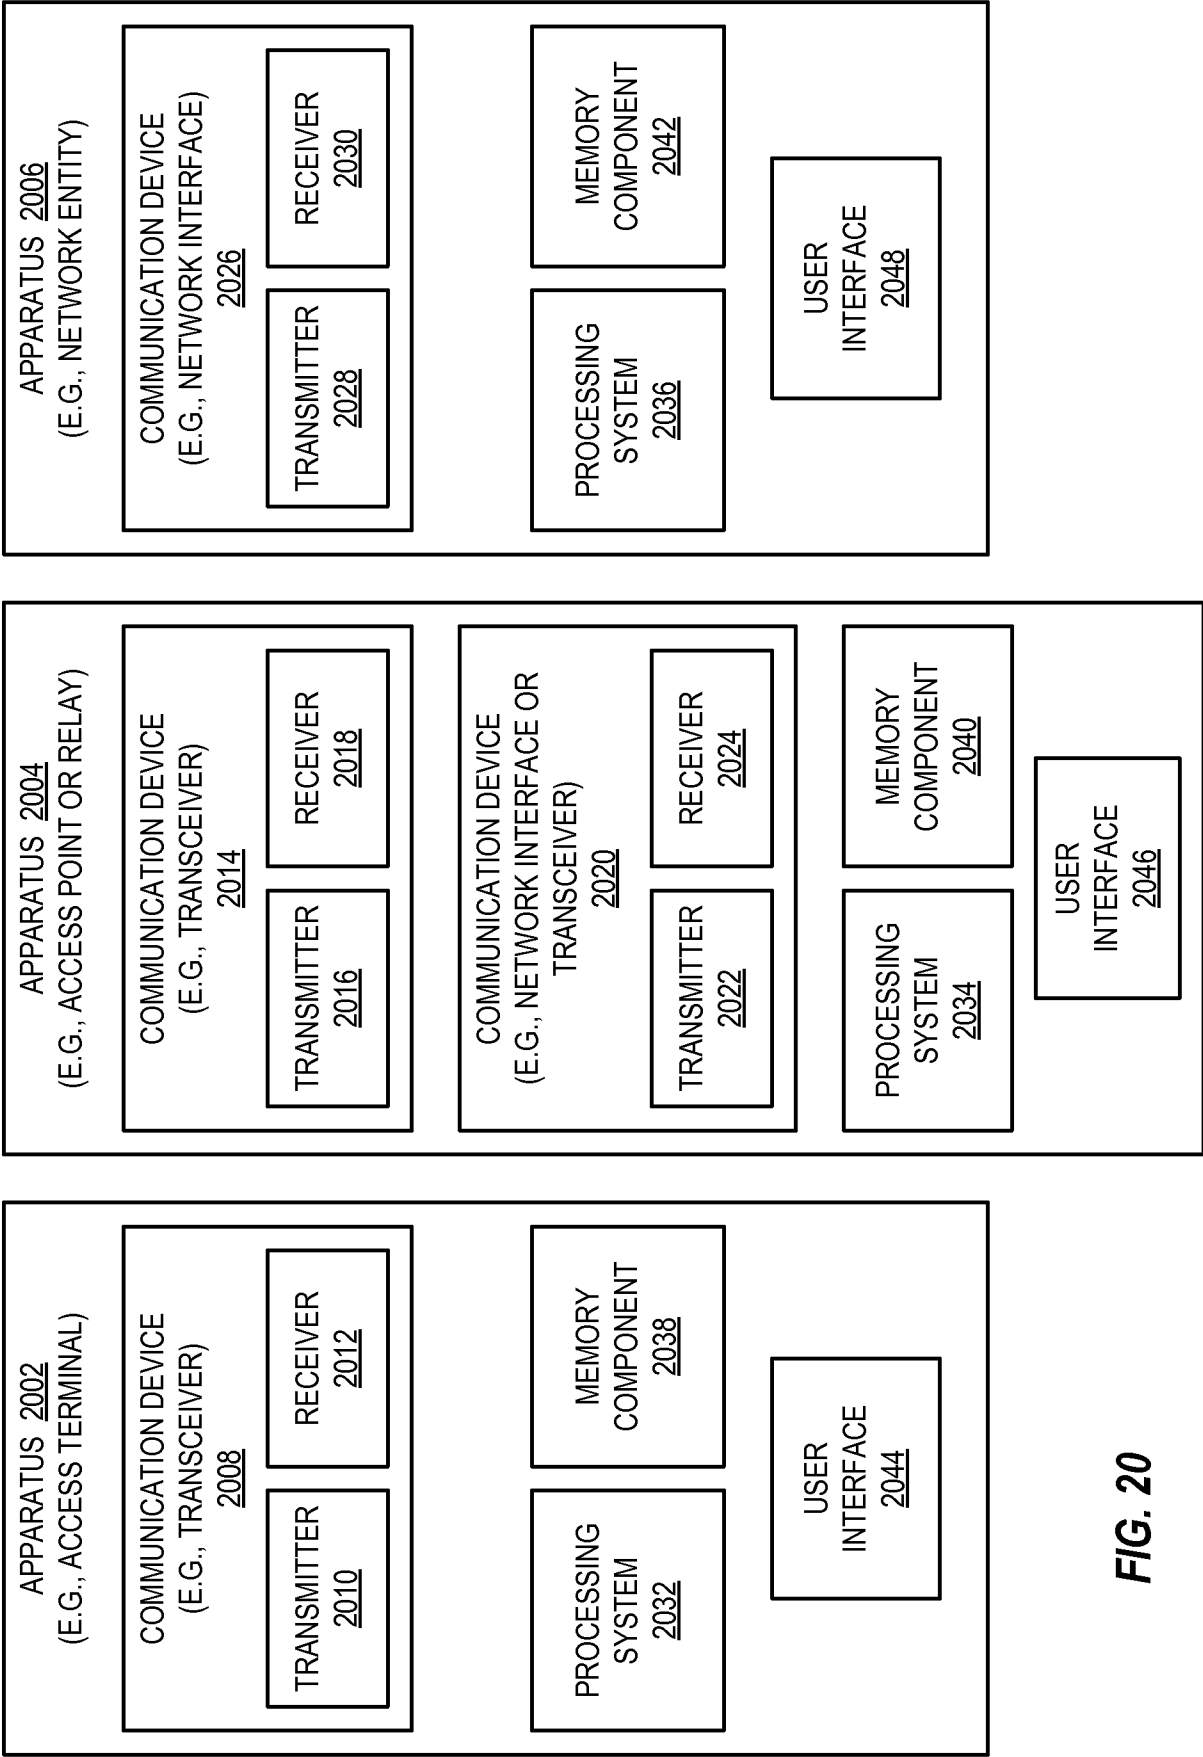 APPARATUS 2002
(E.G., ACCESS TERMINAL)
COMMUNICATION DEVICE
(E.G., TRANSCEIVER)
2008
TRANSMITTER
2010
RECEIVER
2012
PROCESSING
SYSTEM
2032
MEMORY
COMPONENT
2038
USER
INTERFACE
2044
APPARATUS 2004
(E.G., ACCESS POINT OR RELAY)
COMMUNICATION DEVICE
(E.G., TRANSCEIVER)
2014
TRANSMITTER
2016
RECEIVER
2018
COMMUNICATION DEVICE
(E.G., NETWORK INTERFACE OR
TRANSCEIVER)
2020
TRANSMITTER
2022
RECEIVER
2024
PROCESSING
SYSTEM
2034
MEMORY
COMPONENT
2040
USER
INTERFACE
2046
APPARATUS 2006
(E.G., NETWORK ENTITY)
COMMUNICATION DEVICE
(E.G., NETWORK INTERFACE)
2026
TRANSMITTER
2028
RECEIVER
2030
PROCESSING
SYSTEM
2036
MEMORY
COMPONENT
2042
USER
INTERFACE
2048
FIG. 20